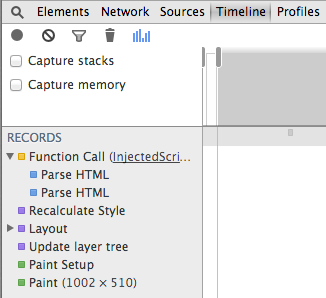 Elements Network Sources Timeline Profiles
Capture stacks
Capture memory
RECORDS
Function Call (InjectedScri...
Parse HTML
Parse HTML
Recalculate Style
Layout
Update layer tree
Paint Setup
Paint (1002 × 510)